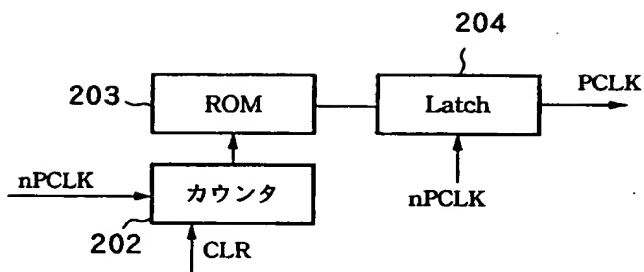 204
203
ROM
Latch
PCLK
nPCLK
カウンタ
nPCLK
202
CLR